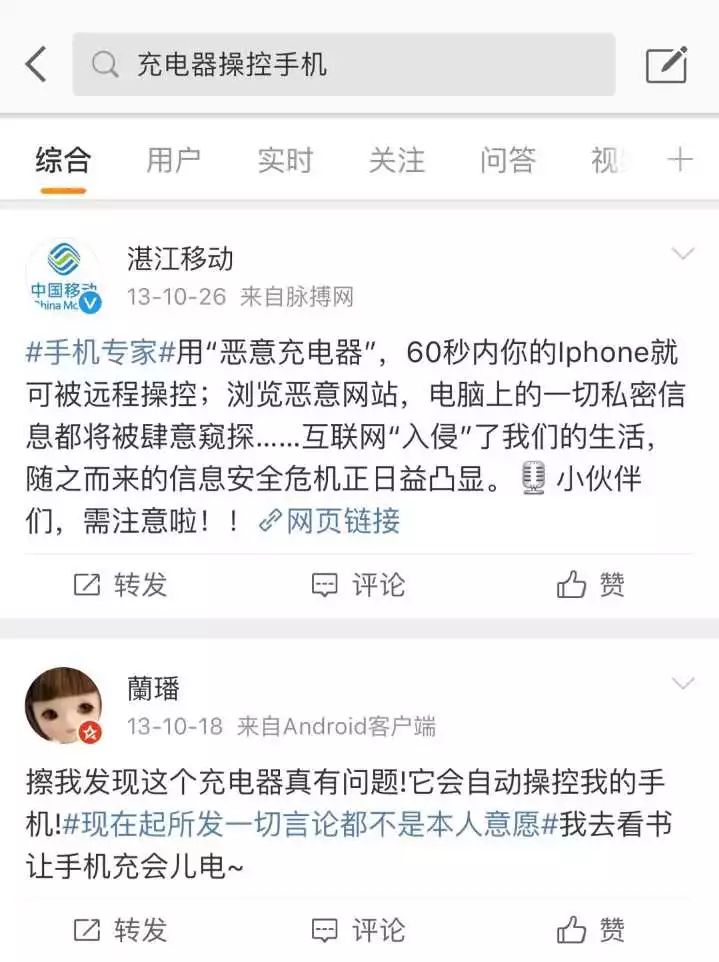 充电器操控手机
综合 用户 实时 关注 问答
湛江移动
中国移动
China Mo
13-10-26 来自脉搏网
#手机专家#用“恶意充电器”，60秒内你的Iphone就
可被远程操控；浏览恶意网站，电脑上的一切私密信
息都将被肆意窥探……互联网“入侵”了我们的生活，
随之而来的信息安全危机正日益凸显。 小伙伴
们，需注意啦！！ 网页链接
转发 评论 赞
蘭璠
13-10-18 来自Android客户端
擦我发现这个充电器真有问题!它会自动操控我的手
机!#现在起所发一切言论都不是本人意愿#我去看书
让手机充会儿电~
转发 评论 赞